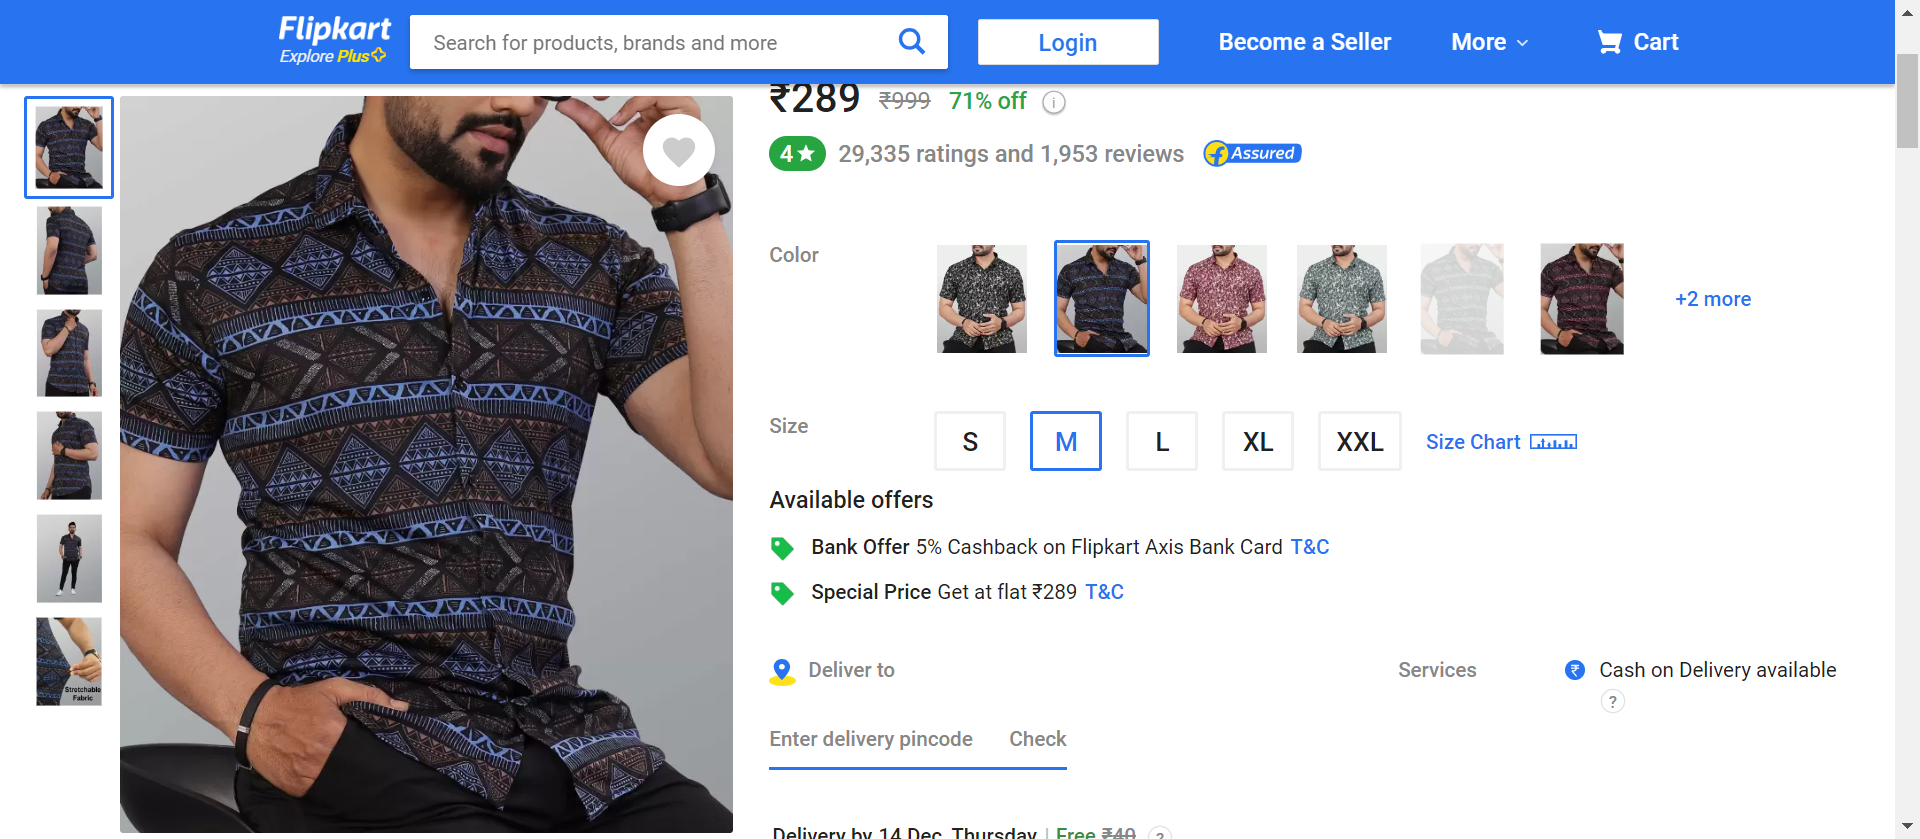 Flipkart
Explore Plus
Search for products, brands and more
Login
Become a Seller
More
Cart
₹289 ₹999 71% off i
4★ 29,335 ratings and 1,953 reviews Assured
Color
+2 more
Size
S M L XL XXL
Size Chart
Available offers
Bank Offer 5% Cashback on Flipkart Axis Bank Card T&C
Special Price Get at flat ₹289 T&C
Deliver to
Enter delivery pincode Check
Services
₹ Cash on Delivery available
?
Delivery by 14 Dec, Thursday | Free ₹40 ?
Stretchable
Fabric